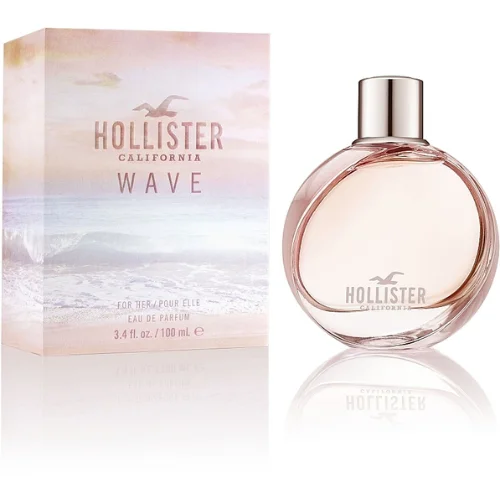 HOLLISTER
CALIFORNIA
WAVE
FOR HER / POUR ELLE
EAU DE PARFUM
3.4 fl. oz. / 100 mL ℮
HOLLISTER
CALIFORNIA